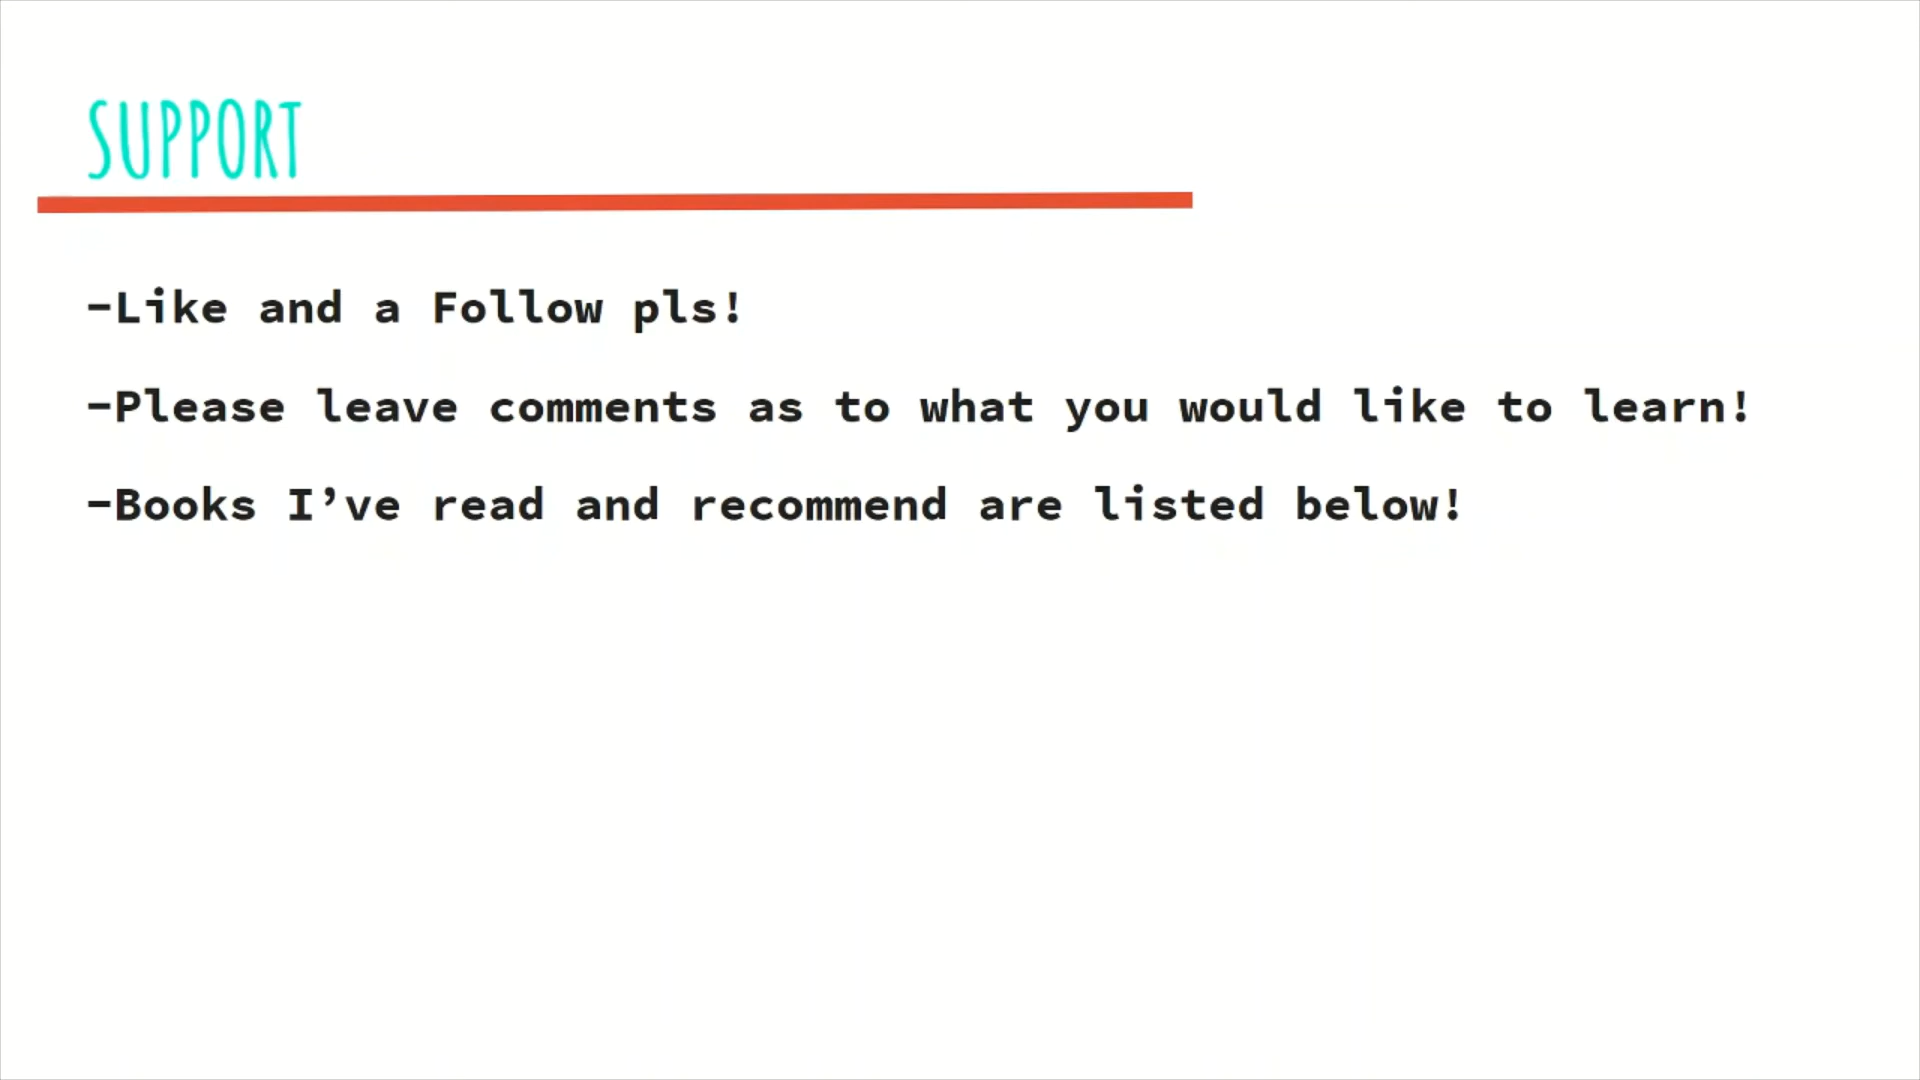 SUPPORT
-Like and a Follow pls!
-Please leave comments as to what you would like to learn!
-Books I’ve read and recommend are listed below!